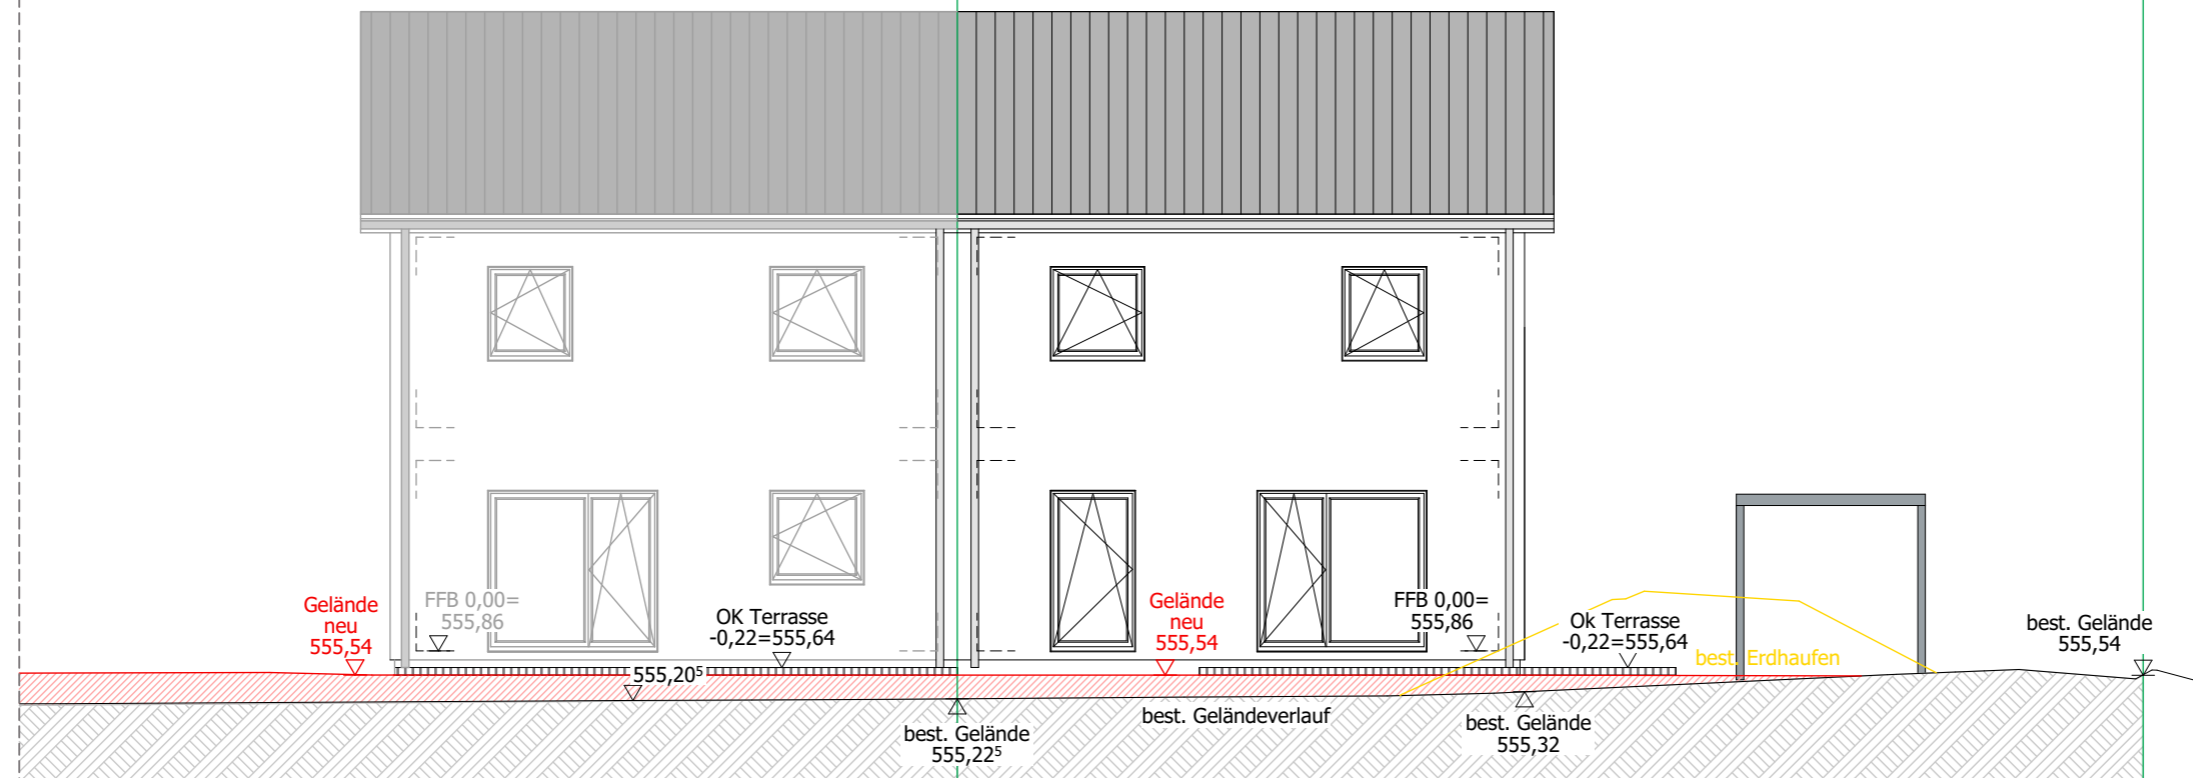 Gelände
neu
555,54
FFB 0,00=
555,86
OK Terrasse
-0,22=555,64
555,20⁵
best. Gelände
555,22⁵
Gelände
neu
555,54
best. Geländeverlauf
FFB 0,00=
555,86
best. Gelände
555,32
Ok Terrasse
-0,22=555,64
best. Erdhaufen
best. Gelände
555,54